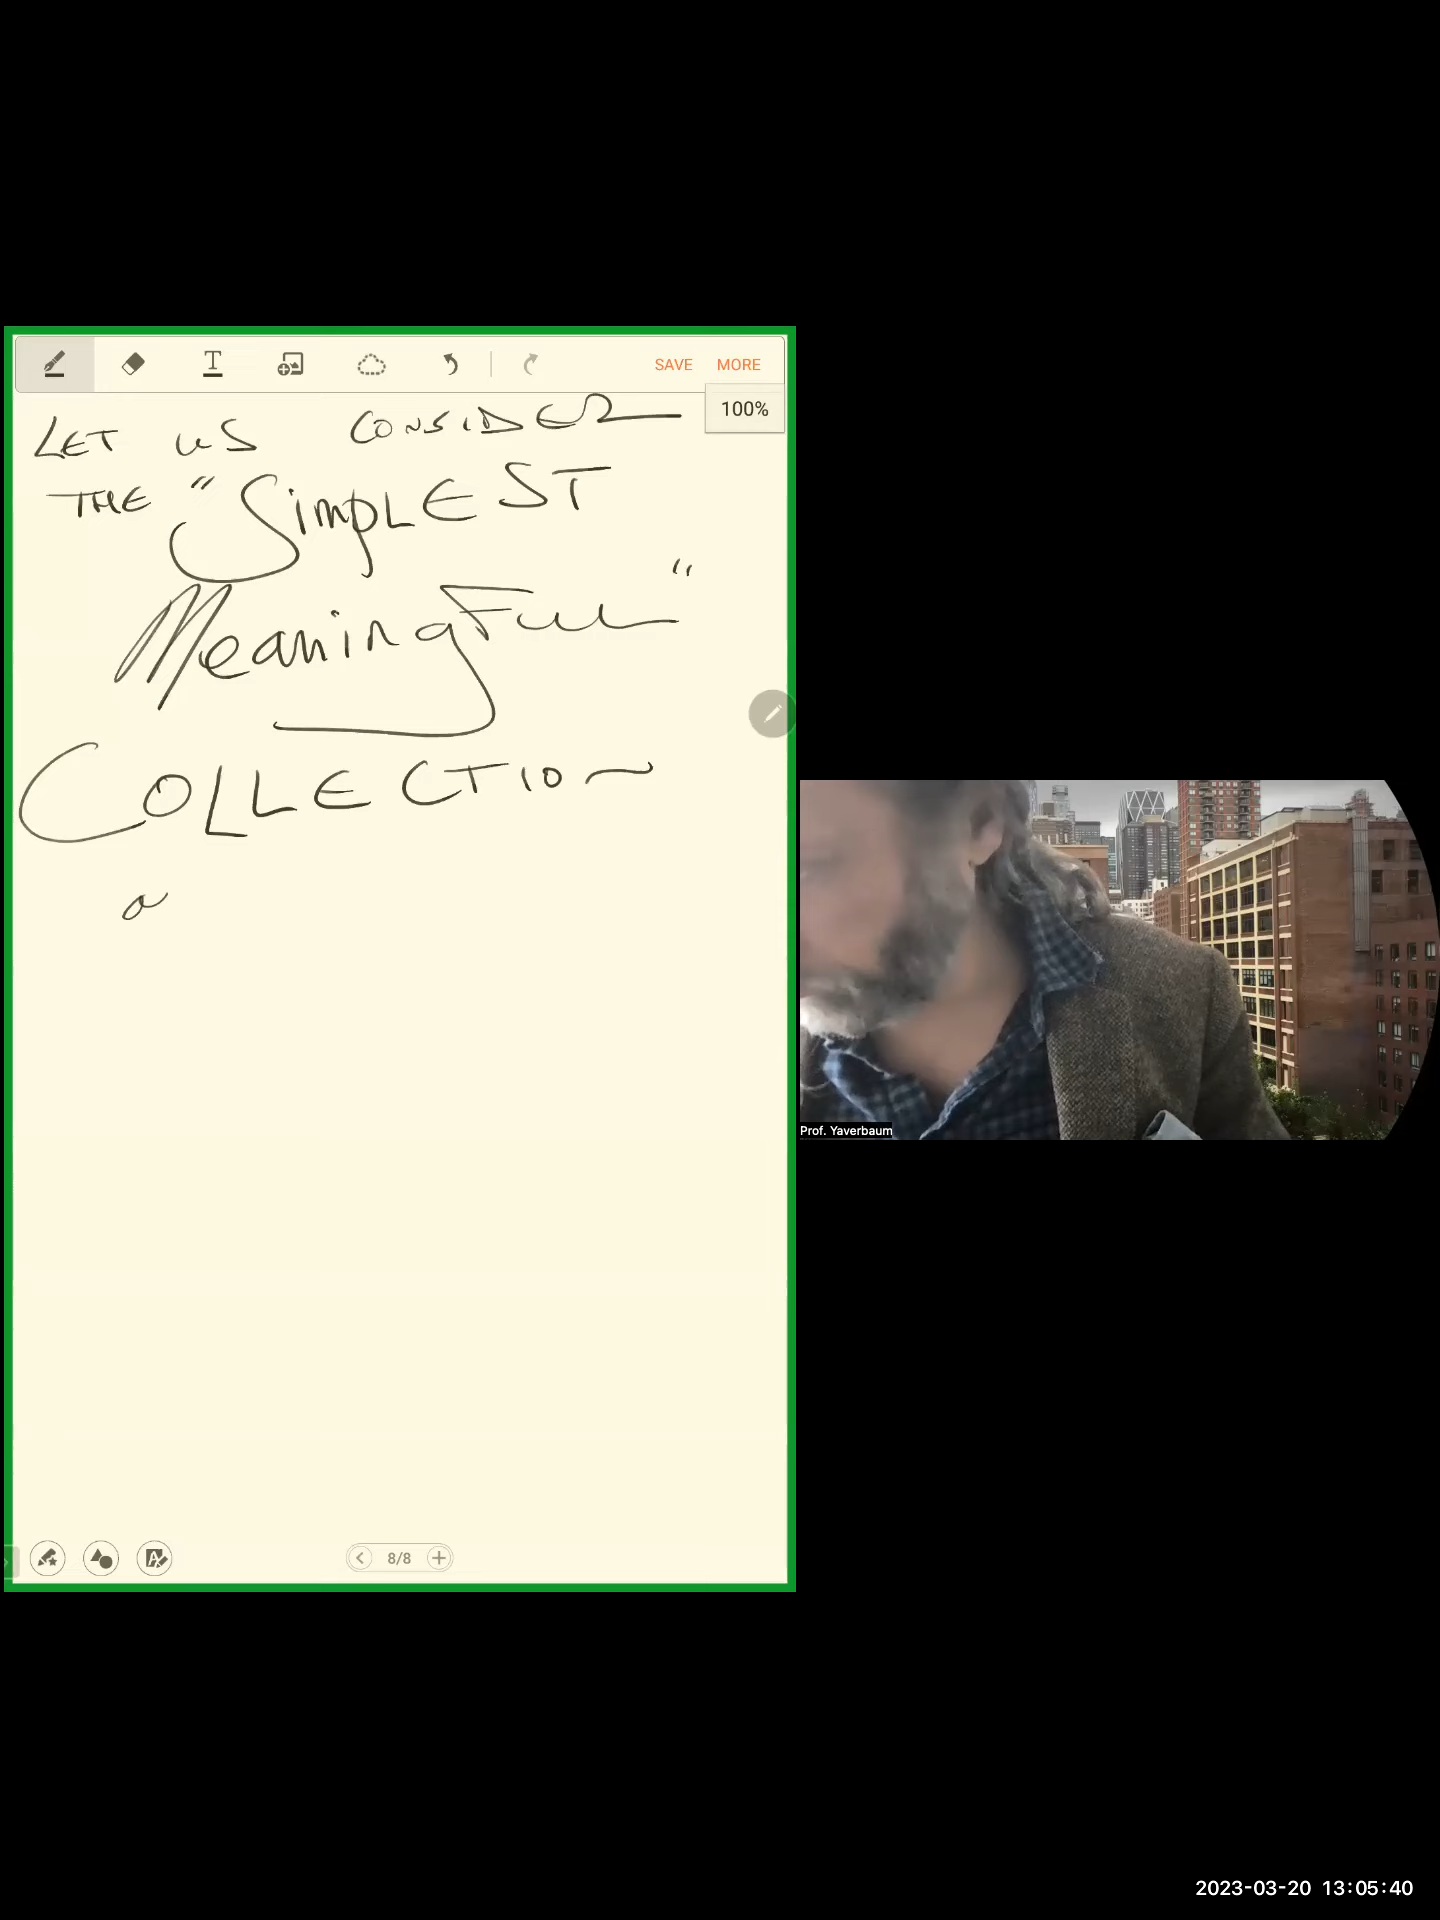 SAVE MORE
100%
LET US CONSIDER
THE "SIMPLEST
MeaningFul"
COLLECTION
o
Prof. Yaverbaum
8/8
2023-03-20 13:05:40